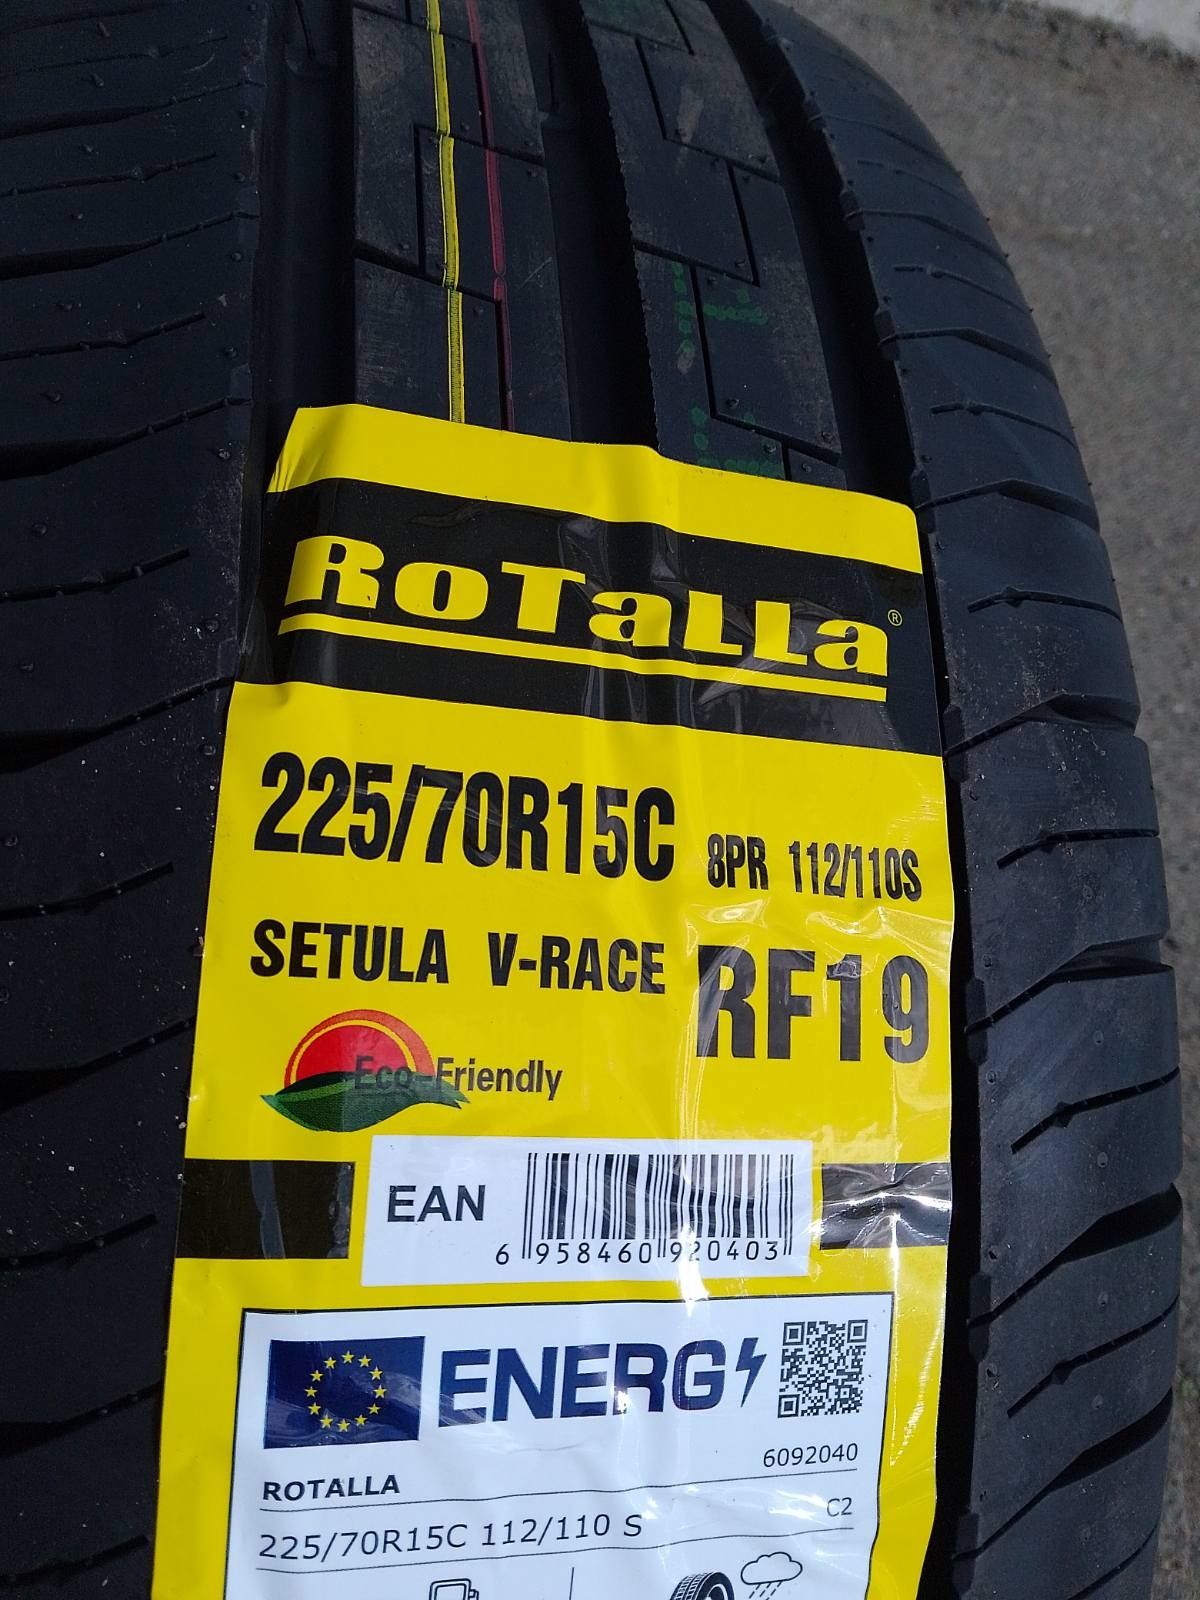 RoTaLLa®
225/70R15C 8PR 112/110S
SETULA V-RACE RF19
Eco-Friendly
EAN
6 958460 920403
ENERG
6092040
ROTALLA
225/70R15C 112/110 S C2